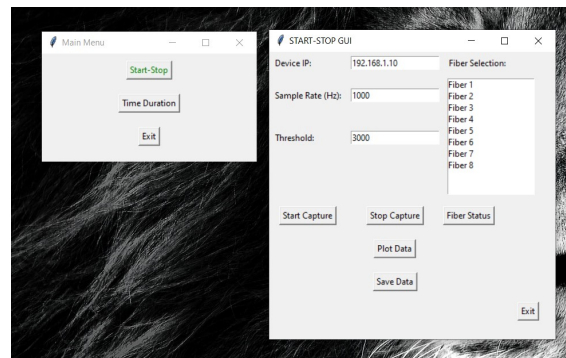 Main Menu
Start-Stop
Time Duration
Exit
START-STOP GUI
Device IP: 192.168.1.10 Fiber Selection:
Sample Rate (Hz): 1000
Threshold: 3000
Fiber 1
Fiber 2
Fiber 3
Fiber 4
Fiber 5
Fiber 6
Fiber 7
Fiber 8
Start Capture Stop Capture Fiber Status
Plot Data
Save Data
Exit